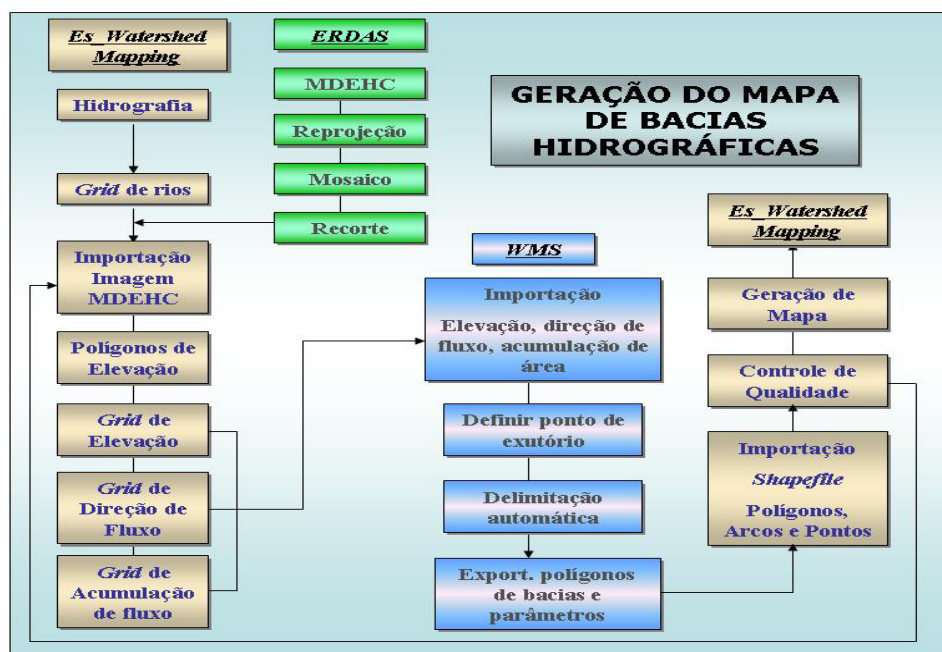 Es_Watershed
Mapping
Hidrografia
Grid de rios
Importação
Imagem
MDEHC
Polígonos de
Elevação
Grid de
Elevação
Grid de
Direção de
Fluxo
Grid de
Acumulação
de fluxo
ERDAS
MDEHC
Reprojeção
Mosaico
Recorte
GERAÇÃO DO MAPA
DE BACIAS
HIDROGRÁFICAS
WMS
Importação
Elevação, direção de
fluxo, acumulação de
área
Definir ponto de
exutório
Delimitação
automática
Export. polígonos
de bacias e
parâmetros
Es_Watershed
Mapping
Geração de
Mapa
Controle de
Qualidade
Importação
Shapefile
Polígonos,
Arcos e Pontos